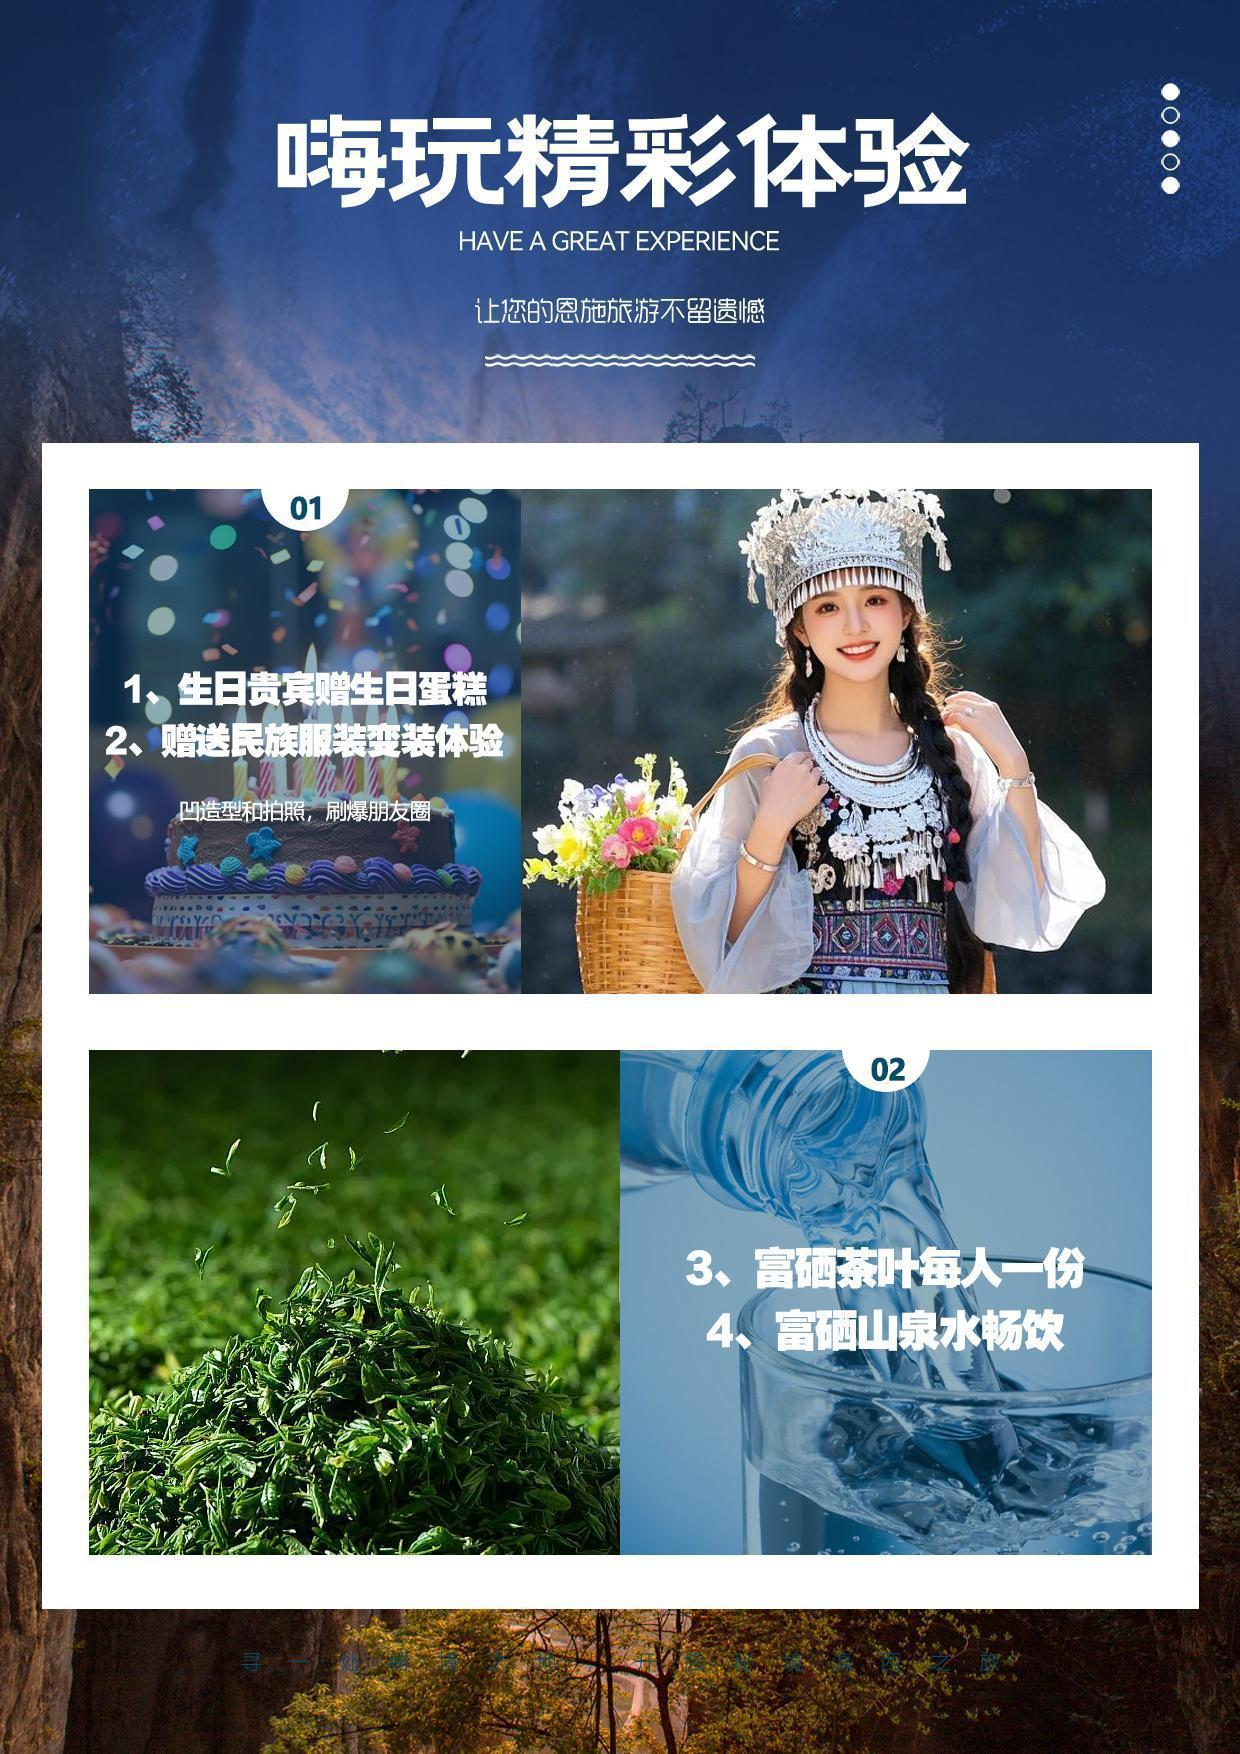 嗨玩精彩体验
HAVE A GREAT EXPERIENCE
让您的恩施旅游不留遗憾
01
1、生日贵宾赠生日蛋糕
2、赠送民族服装变装体验
凹造型和拍照，刷爆朋友圈
02
3、富硒茶叶每人一份
4、富硒山泉水畅饮